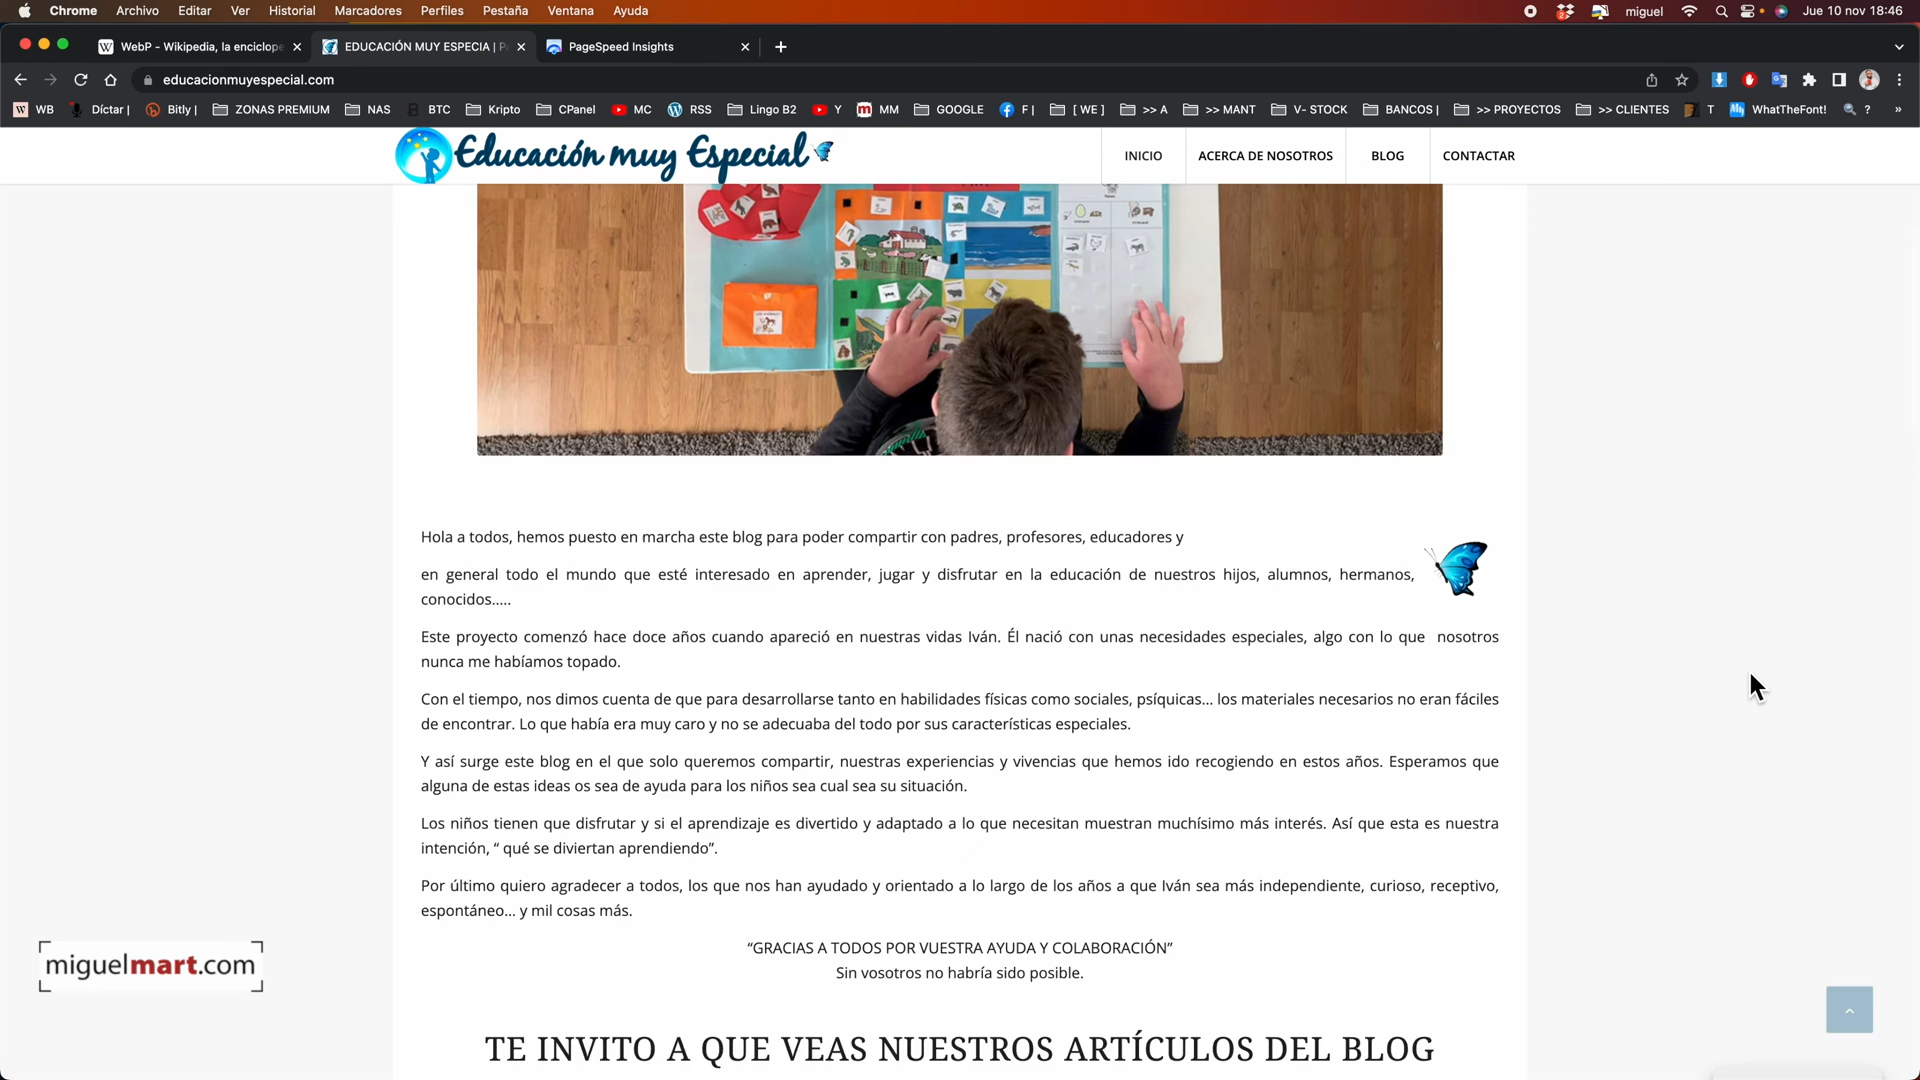 Chrome Archivo Editar Ver Historial Marcadores Perfiles Pestaña Ventana Ayuda
2 miguel Jue 10 nov 18:46
W WebP - Wikipedia, la enciclope
EDUCACIÓN MUY ESPECIA | P
PageSpeed Insights
educacionmuyespecial.com
WB Díctar | Bitly | ZONAS PREMIUM NAS BTC Kripto CPanel MC RSS Lingo B2 Y MM GOOGLE F | [ WE ] >> A >> MANT V- STOCK BANCOS | >> PROYECTOS >> CLIENTES T WhatTheFont! ? »
Educación muy Especial
INICIO ACERCA DE NOSOTROS BLOG CONTACTAR
Hola a todos, hemos puesto en marcha este blog para poder compartir con padres, profesores, educadores y
en general todo el mundo que esté interesado en aprender, jugar y disfrutar en la educación de nuestros hijos, alumnos, hermanos,
conocidos.....
Este proyecto comenzó hace doce años cuando apareció en nuestras vidas Iván. Él nació con unas necesidades especiales, algo con lo que nosotros
nunca me habíamos topado.
Con el tiempo, nos dimos cuenta de que para desarrollarse tanto en habilidades físicas como sociales, psíquicas... los materiales necesarios no eran fáciles
de encontrar. Lo que había era muy caro y no se adecuaba del todo por sus características especiales.
Y así surge este blog en el que solo queremos compartir, nuestras experiencias y vivencias que hemos ido recogiendo en estos años. Esperamos que
alguna de estas ideas os sea de ayuda para los niños sea cual sea su situación.
Los niños tienen que disfrutar y si el aprendizaje es divertido y adaptado a lo que necesitan muestran muchísimo más interés. Así que esta es nuestra
intención, “ qué se diviertan aprendiendo”.
Por último quiero agradecer a todos, los que nos han ayudado y orientado a lo largo de los años a que Iván sea más independiente, curioso, receptivo,
espontáneo... y mil cosas más.
“GRACIAS A TODOS POR VUESTRA AYUDA Y COLABORACIÓN”
Sin vosotros no habría sido posible.
miguelmart.com
TE INVITO A QUE VEAS NUESTROS ARTÍCULOS DEL BLOG